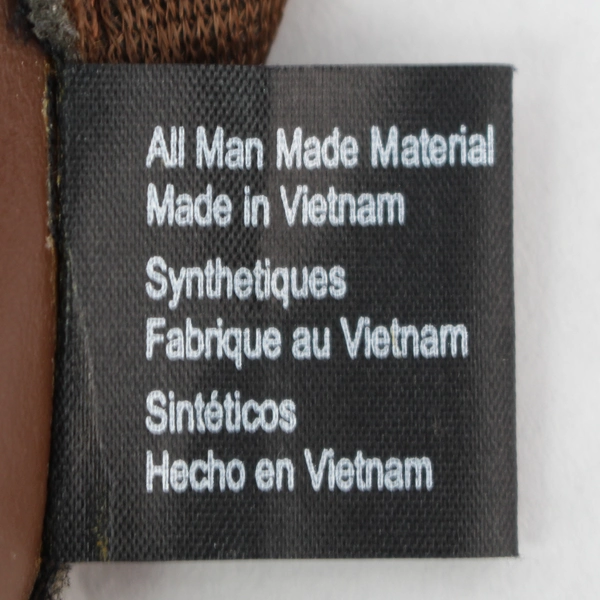 All Man Made Material
Made in Vietnam
Synthetiques
Fabrique au Vietnam
Sintéticos
Hecho en Vietnam